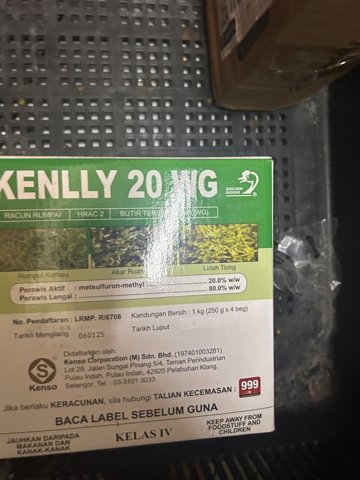 KENLLY 20 WG
GOLDEN GOOSE
RACUN RUMPAI HRAC 2 BUTIR (WG)
Rumput Kerbau Akar Lidah Tiong
Perawis Aktif : metsulfuron-methyl 20.0% w/w
Perawis Lengai : 80.0% w/w
No. Pendaftaran : LRMP. R/6708 Kandungan Bersih : 1 kg (250 g x 4 beg)
Tarikh Mengilang : 060125 Tarikh Luput :
Didaftarkan oleh :
Kenso Corporation (M) Sdn. Bhd. (197401003281)
Lot 29, Jalan Sungai Pinang 5/4, Taman Perindustrian
Pulau Indah, Pulau Indah, 42920 Pelabuhan Klang,
Selangor. Tel. 03-3101 3033
S
Kenso
Jika berlaku KERACUNAN, sila hubungi TALIAN KECEMASAN : 999
BACA LABEL SEBELUM GUNA
JAUHKAN DARIPADA
MAKANAN DAN
KANAK-KANAK
KELAS IV
KEEP AWAY FROM
FOODSTUFF AND
CHILDREN